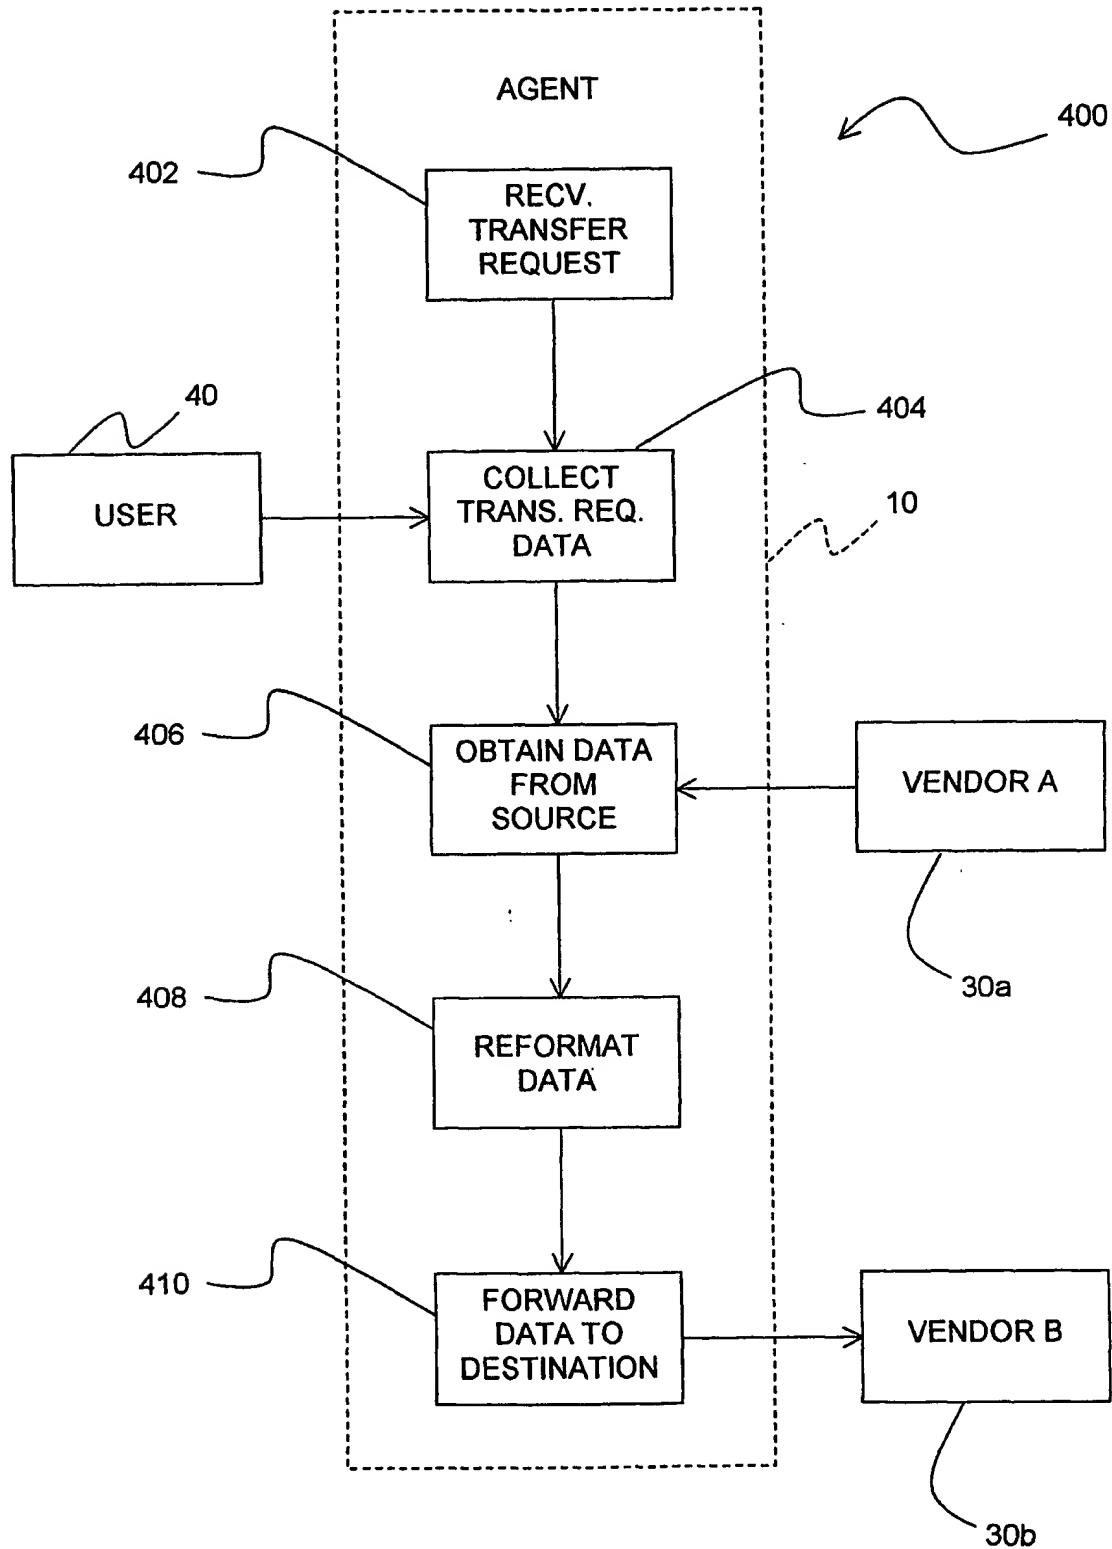 AGENT
400
402
RECV.
TRANSFER
REQUEST
40
404
USER
COLLECT
TRANS. REQ.
DATA
10
406
OBTAIN DATA
FROM
SOURCE
VENDOR A
30a
408
REFORMAT
DATA
410
FORWARD
DATA TO
DESTINATION
VENDOR B
30b